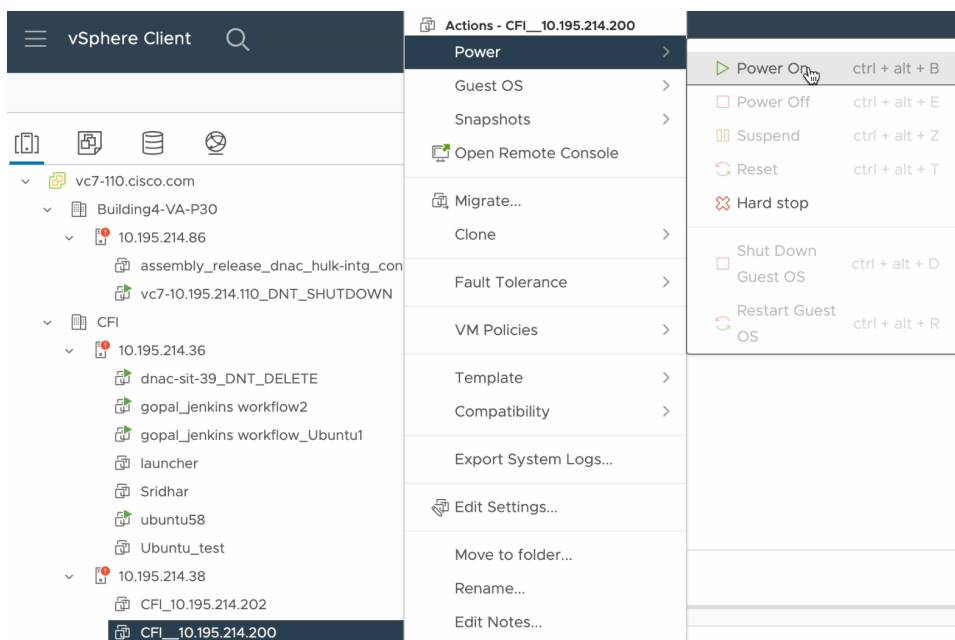 vSphere Client
vc7-110.cisco.com
Building4-VA-P30
10.195.214.86
assembly_release_dnac_hulk-intg_con
vc7-10.195.214.110_DNT_SHUTDOWN
CFI
10.195.214.36
dnac-sit-39_DNT_DELETE
gopal_jenkins workflow2
gopal_jenkins workflow_Ubuntu1
launcher
Sridhar
ubuntu58
Ubuntu_test
10.195.214.38
CFI_10.195.214.202
CFI__10.195.214.200
Actions - CFI__10.195.214.200
Power
Guest OS
Snapshots
Open Remote Console
Migrate...
Clone
Fault Tolerance
VM Policies
Template
Compatibility
Export System Logs...
Edit Settings...
Move to folder...
Rename...
Edit Notes...
Power On ctrl + alt + B
Power Off ctrl + alt + E
Suspend ctrl + alt + Z
Reset ctrl + alt + T
Hard stop
Shut Down
Guest OS ctrl + alt + D
Restart Guest
OS ctrl + alt + R